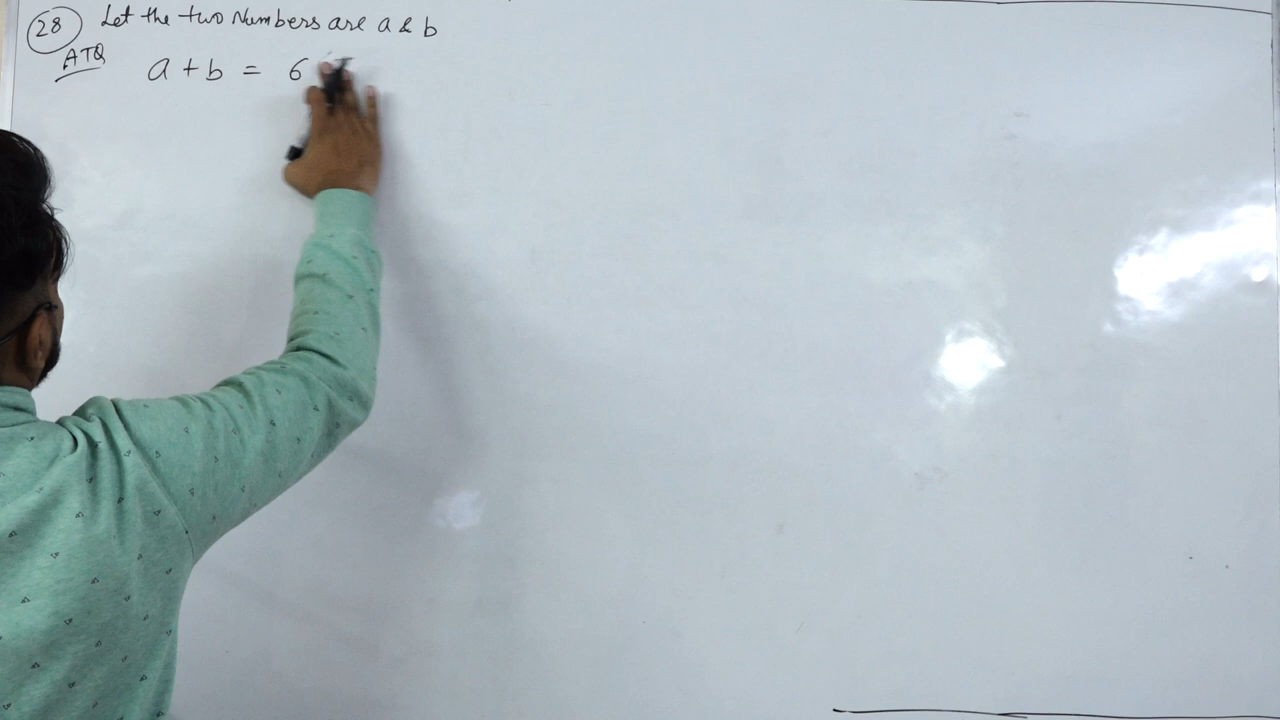 28 Let the two Numbers are a & b
ATQ a + b = 6